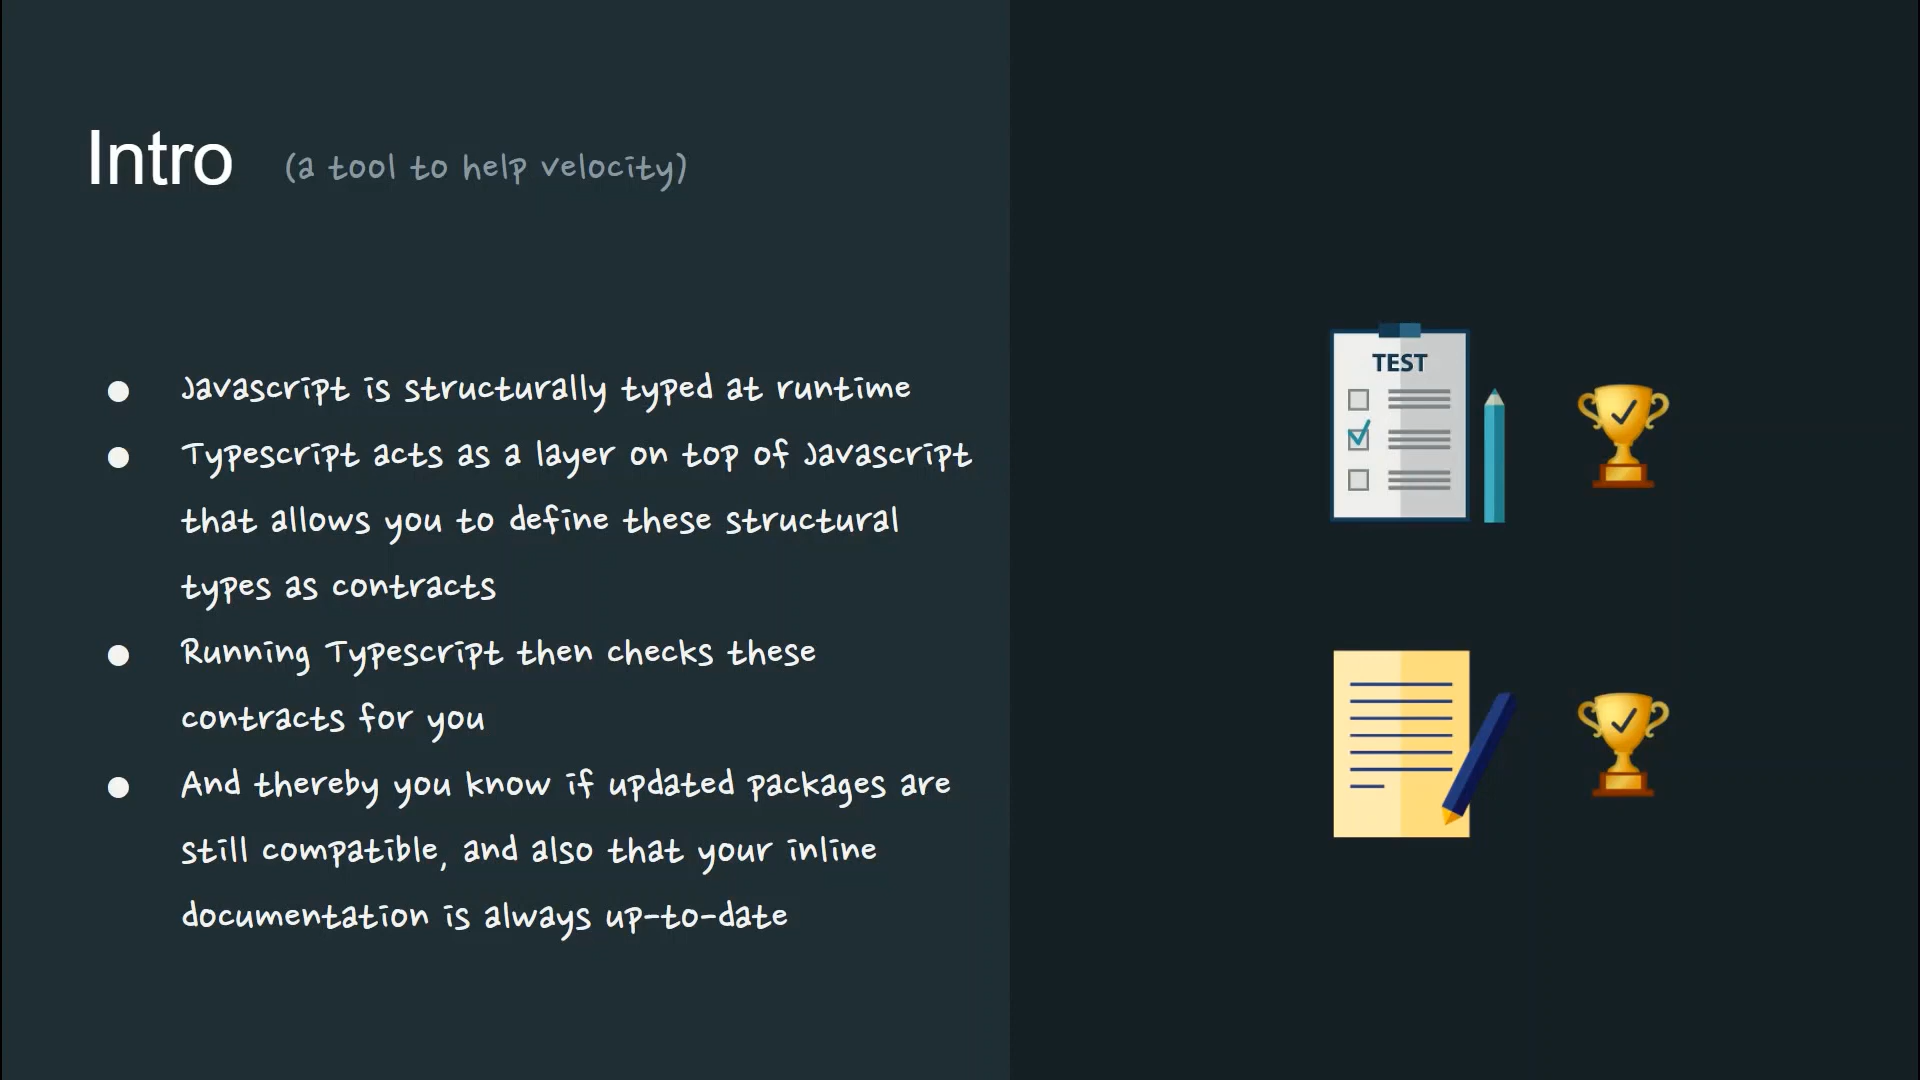 Intro (a tool to help velocity)
Javascript is structurally typed at runtime
Typescript acts as a layer on top of Javascript
that allows you to define these structural
types as contracts
Running Typescript then checks these
contracts for you
And thereby you know if updated packages are
still compatible, and also that your inline
documentation is always up-to-date
TEST